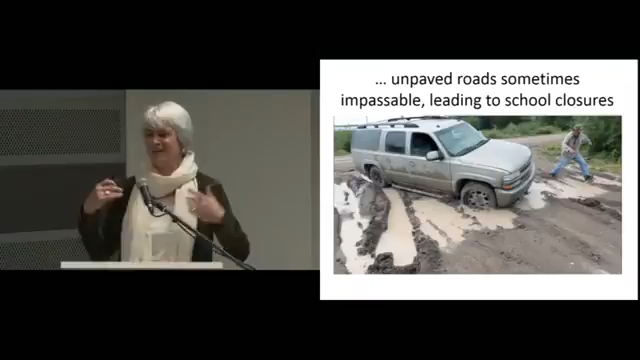 ... unpaved roads sometimes
impassable, leading to school closures